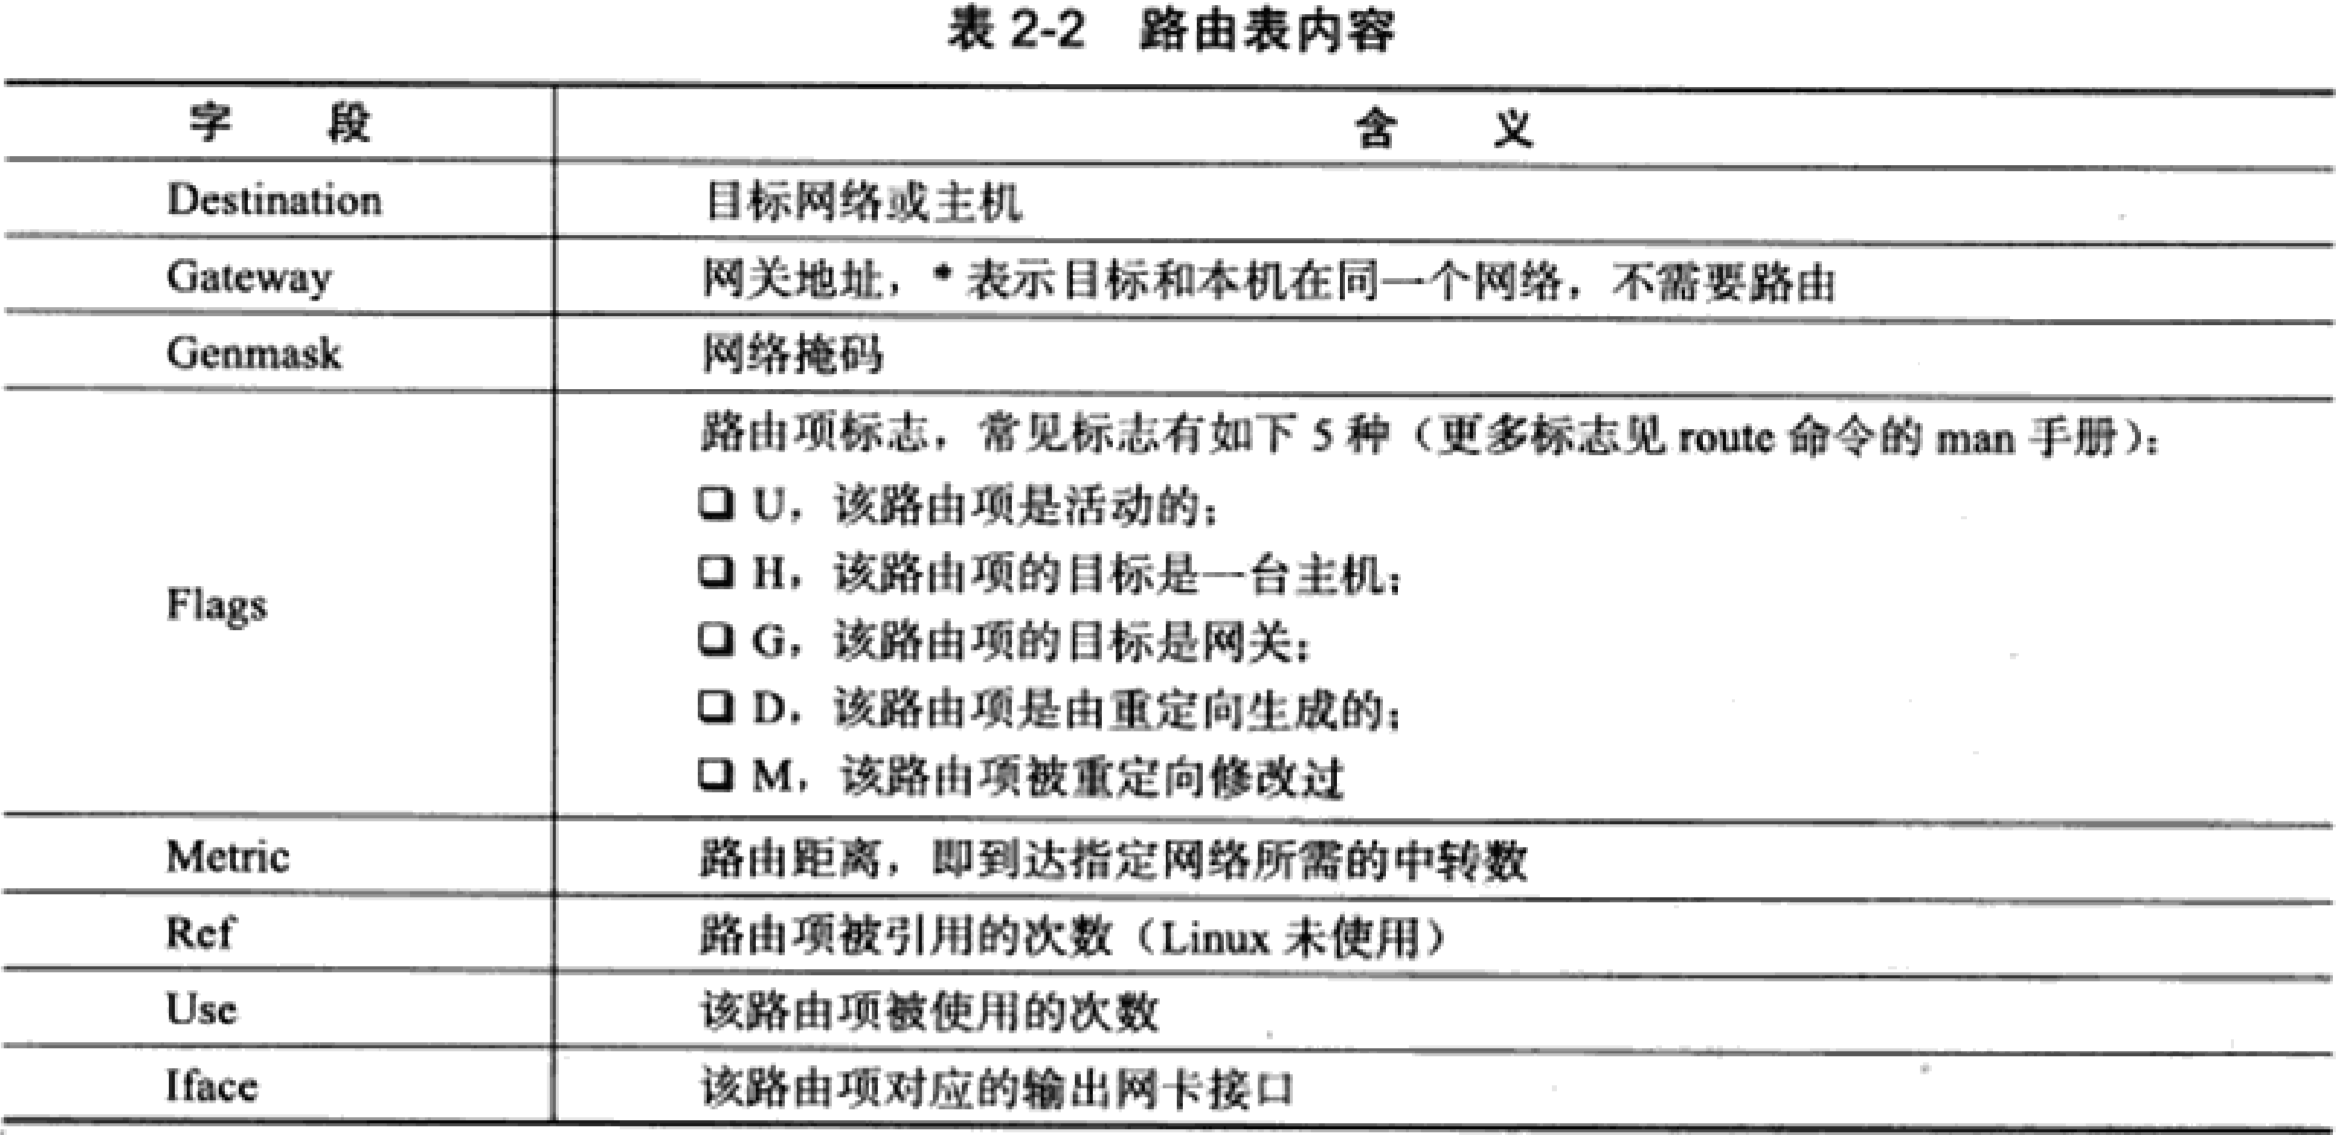 表 2-2 路由表内容
字 段 含 义
Destination 目标网络或主机
Gateway 网关地址，* 表示目标和本机在同一个网络，不需要路由
Genmask 网络掩码
路由项标志，常见标志有如下 5 种（更多标志见 route 命令的 man 手册）：
❑ U，该路由项是活动的；
❑ H，该路由项的目标是一台主机；
Flags
❑ G，该路由项的目标是网关；
❑ D，该路由项是由重定向生成的；
❑ M，该路由项被重定向修改过
Metric 路由距离，即到达指定网络所需的中转数
Ref 路由项被引用的次数（Linux 未使用）
Use 该路由项被使用的次数
Iface 该路由项对应的输出网卡接口